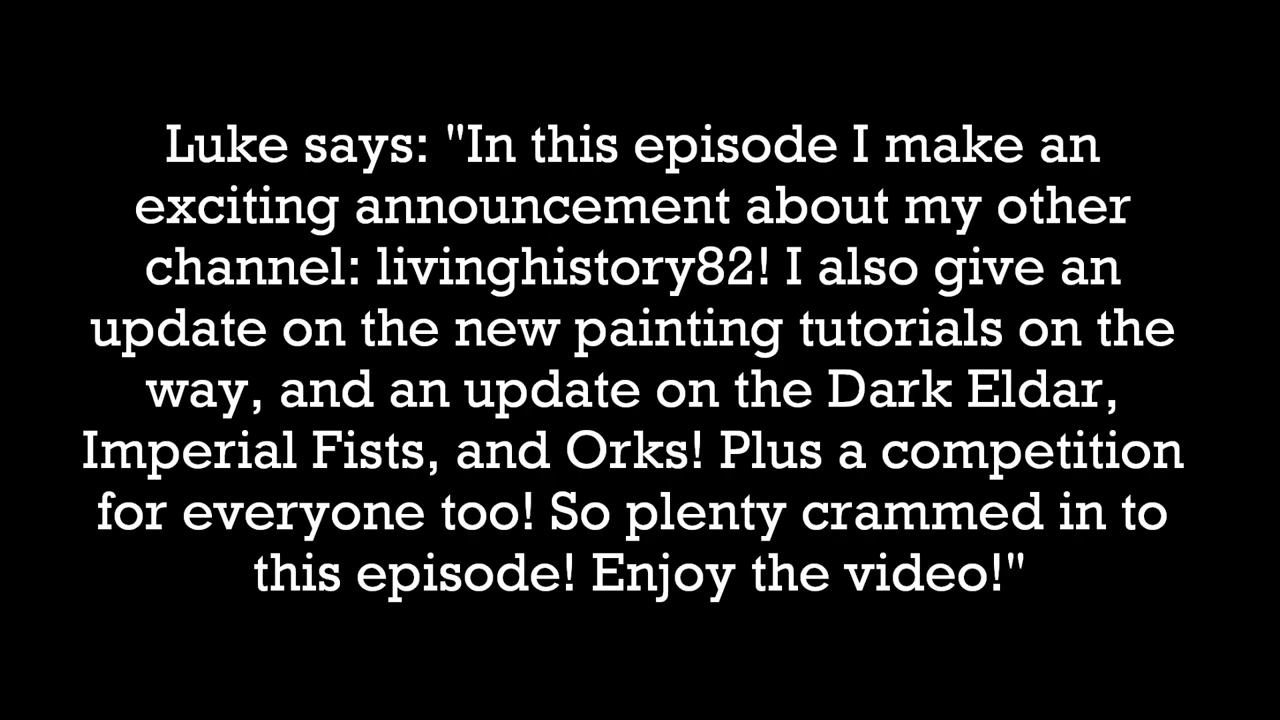 Luke says: "In this episode I make an
exciting announcement about my other
channel: livinghistory82! I also give an
update on the new painting tutorials on the
way, and an update on the Dark Eldar,
Imperial Fists, and Orks! Plus a competition
for everyone too! So plenty crammed in to
this episode! Enjoy the video!"